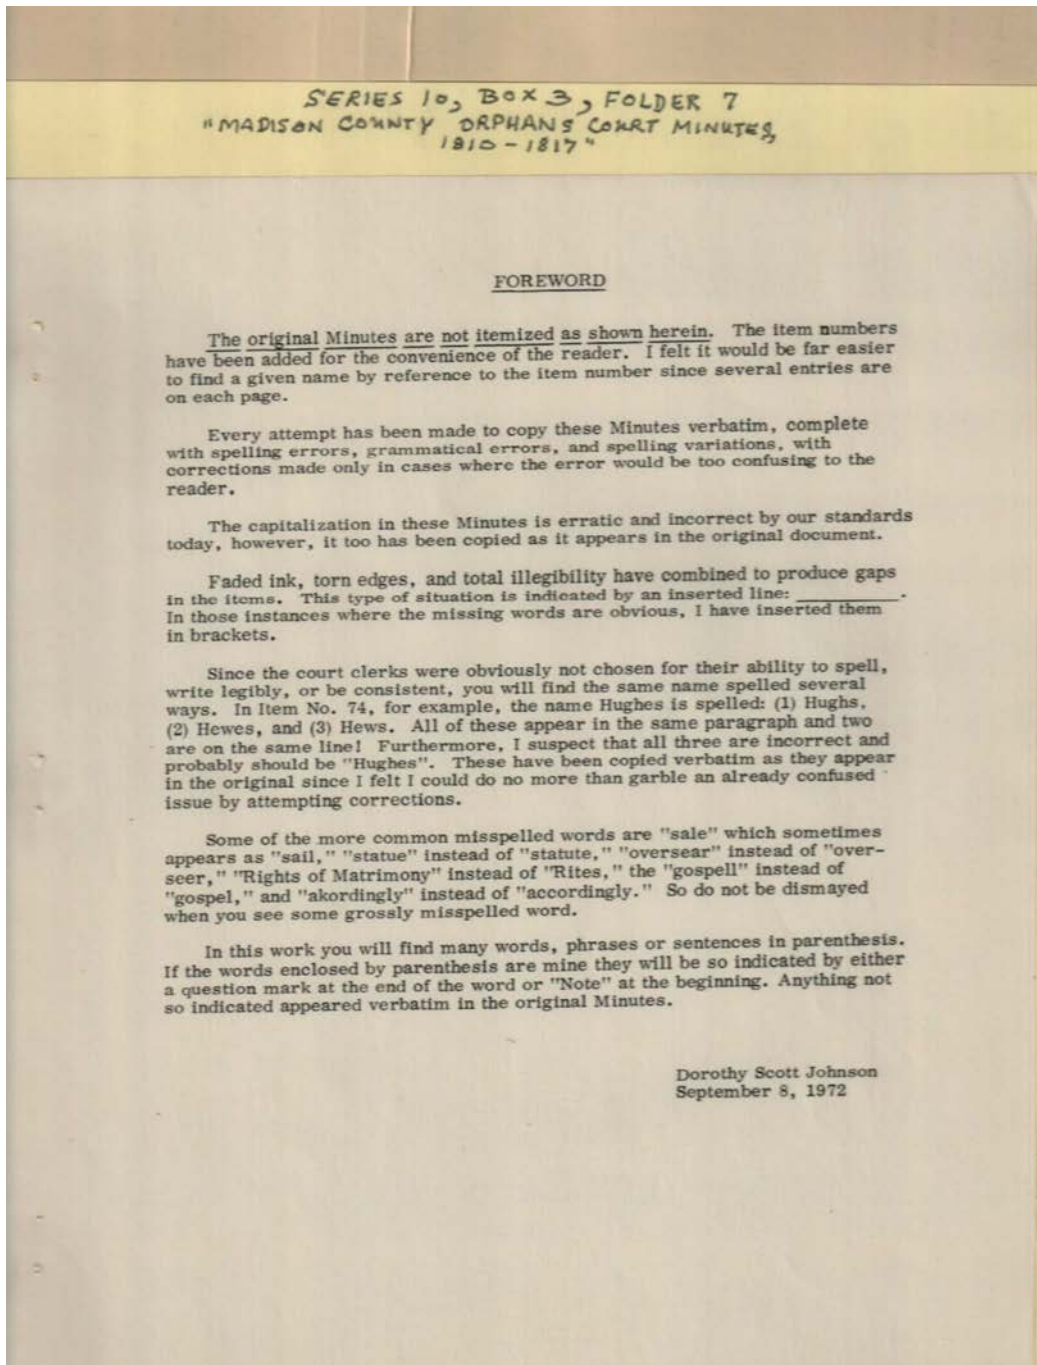 SERIES 10, BOX 3, FOLDER 7
"MADISON COUNTY ORPHANS COURT MINUTES,
1810-1817"
FOREWORD
The original Minutes are not itemized as shown herein. The item numbers
have been added for the convenience of the reader. I felt it would be far easier
to find a given name by reference to the item number since several entries are
on each page.
Every attempt has been made to copy these Minutes verbatim, complete
with spelling errors, grammatical errors, and spelling variations, with
corrections made only in cases where the error would be too confusing to the
reader.
The capitalization in these Minutes is erratic and incorrect by our standards
today, however, it too has been copied as it appears in the original document.
Faded ink, torn edges, and total illegibility have combined to produce gaps
in the items. This type of situation is indicated by an inserted line: __________.
In those instances where the missing words are obvious, I have inserted them
in brackets.
Since the court clerks were obviously not chosen for their ability to spell,
write legibly, or be consistent, you will find the same name spelled several
ways. In Item No. 74, for example, the name Hughes is spelled: (1) Hughs,
(2) Hewes, and (3) Hews. All of these appear in the same paragraph and two
are on the same line! Furthermore, I suspect that all three are incorrect and
probably should be "Hughes". These have been copied verbatim as they appear
in the original since I felt I could do no more than garble an already confused
issue by attempting corrections.
Some of the more common misspelled words are "sale" which sometimes
appears as "sail," "statue" instead of "statute," "oversear" instead of "over-
seer," "Rights of Matrimony" instead of "Rites," the "gospell" instead of
"gospel," and "akordingly" instead of "accordingly." So do not be dismayed
when you see some grossly misspelled word.
In this work you will find many words, phrases or sentences in parenthesis.
If the words enclosed by parenthesis are mine they will be so indicated by either
a question mark at the end of the word or "Note" at the beginning. Anything not
so indicated appeared verbatim in the original Minutes.
Dorothy Scott Johnson
September 8, 1972